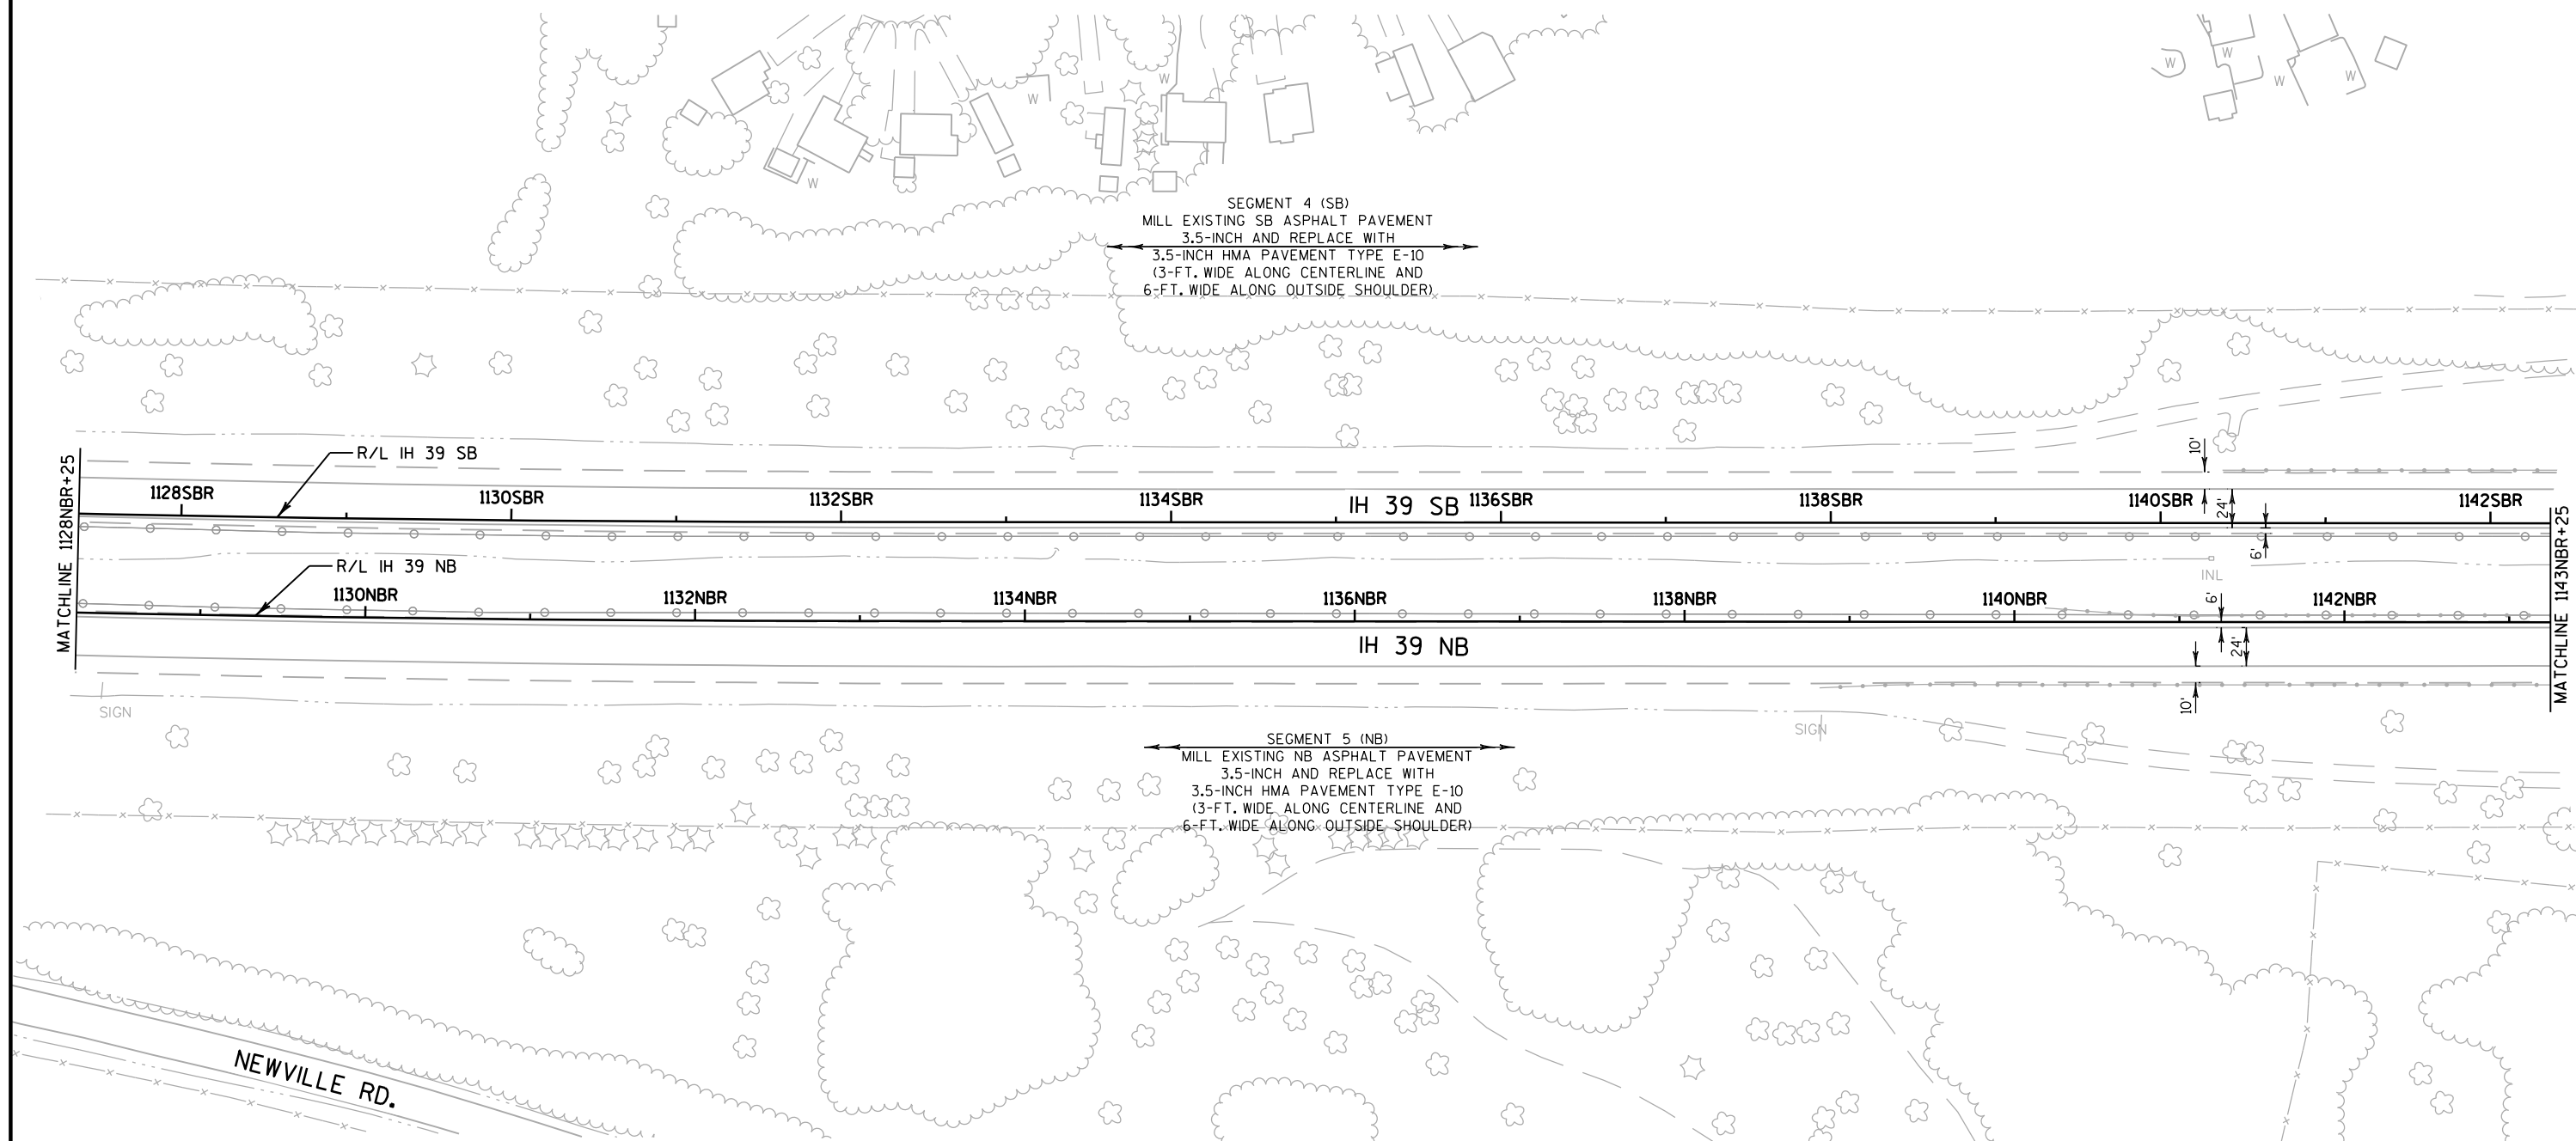 W
W
W
W
W
W
W
SEGMENT 4 (SB)
MILL EXISTING SB ASPHALT PAVEMENT
3.5-INCH AND REPLACE WITH
3.5-INCH HMA PAVEMENT TYPE E-10
(3-FT. WIDE ALONG CENTERLINE AND
6-FT. WIDE ALONG OUTSIDE SHOULDER)
R/L IH 39 SB
10'
1128SBR
1130SBR
1132SBR
1134SBR
IH 39 SB
1136SBR
1138SBR
1140SBR
24'
1142SBR
6'
MATCHLINE 1128NBR+25
MATCHLINE 1143NBR+25
R/L IH 39 NB
INL
1130NBR
1132NBR
1134NBR
1136NBR
1138NBR
1140NBR
6'
1142NBR
IH 39 NB
24'
10'
SIGN
SIGN
SEGMENT 5 (NB)
MILL EXISTING NB ASPHALT PAVEMENT
3.5-INCH AND REPLACE WITH
3.5-INCH HMA PAVEMENT TYPE E-10
(3-FT. WIDE ALONG CENTERLINE AND
6-FT. WIDE ALONG OUTSIDE SHOULDER)
NEWVILLE RD.